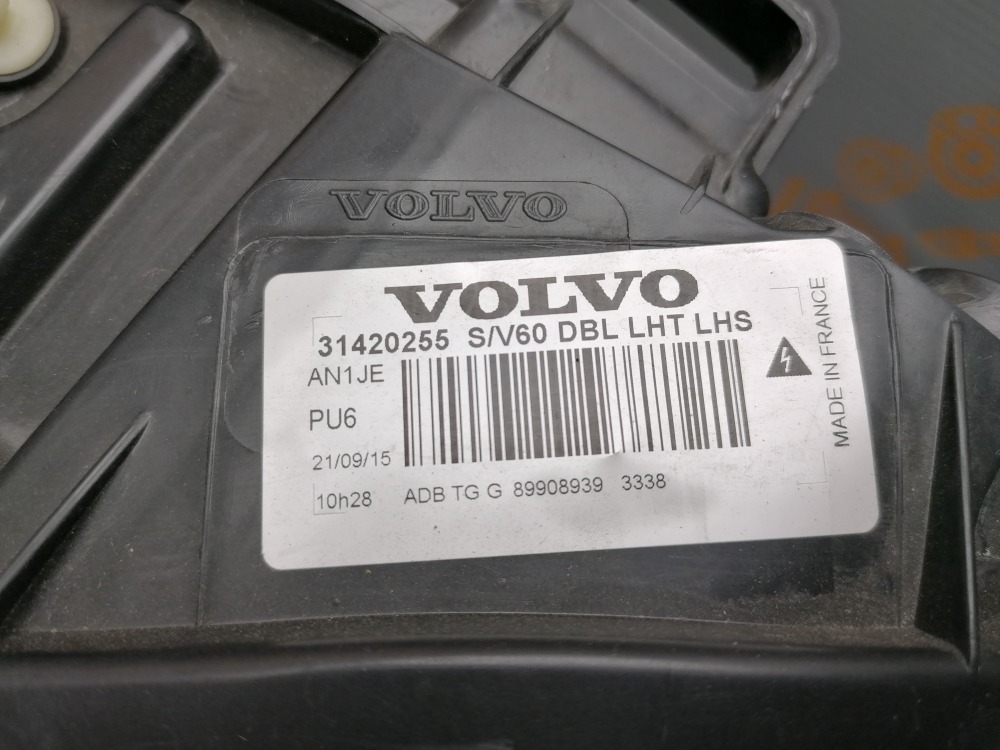 VOLVO
VOLVO
31420255 S/V60 DBL LHT LHS
AN1JE
PU6
21/09/15
10h28 ADB TG G 89908939 3338
MADE IN FRANCE